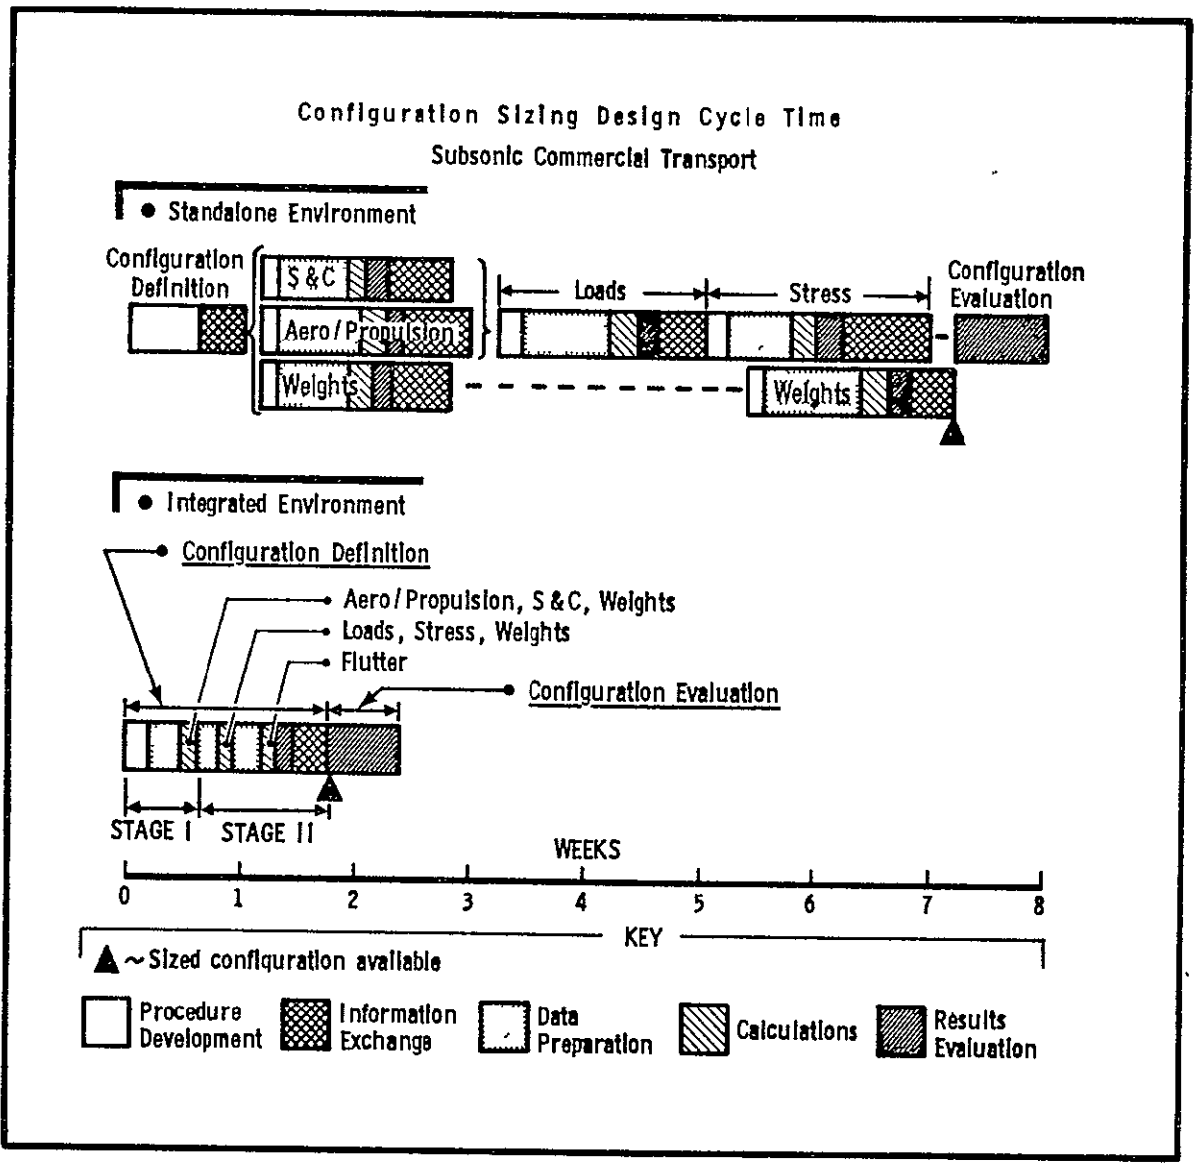 Configuration Sizing Design Cycle Time
Subsonic Commercial Transport
● Standalone Environment
Configuration
Definition
S & C
Aero/Propulsion
Weights
Loads
Stress
Configuration
Evaluation
Weights
● Integrated Environment
Configuration Definition
Aero/Propulsion, S & C, Weights
Loads, Stress, Weights
Flutter
Configuration Evaluation
STAGE I
STAGE II
WEEKS
0 1 2 3 4 5 6 7 8
KEY
▲ ~ Sized configuration available
Procedure
Development
Information
Exchange
Data
Preparation
Calculations
Results
Evaluation